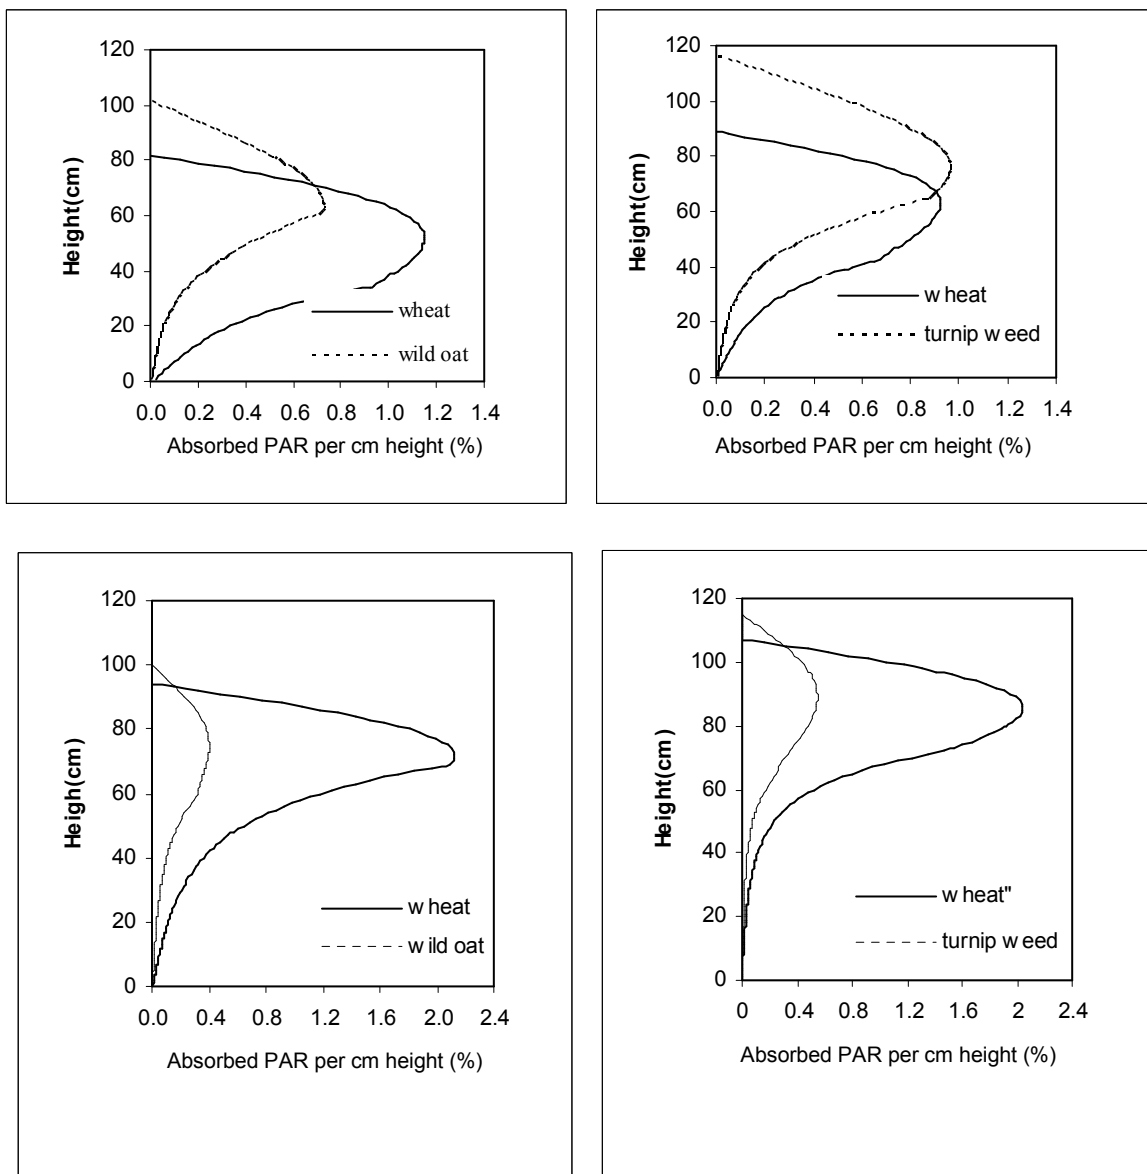 120
100
80
60
40
20
0
Height(cm)
wheat
wild oat
0.0 0.2 0.4 0.6 0.8 1.0 1.2 1.4
Absorbed PAR per cm height (%)
120
100
80
60
40
20
0
Height(cm)
w heat
turnip w eed
0.0 0.2 0.4 0.6 0.8 1.0 1.2 1.4
Absorbed PAR per cm height (%)
120
100
80
60
40
20
0
Heigh(cm)
w heat
w ild oat
0.0 0.4 0.8 1.2 1.6 2.0 2.4
Absorbed PAR per cm height (%)
120
100
80
60
40
20
0
Height(cm)
w heat"
turnip w eed
0 0.4 0.8 1.2 1.6 2 2.4
Absorbed PAR per cm height (%)